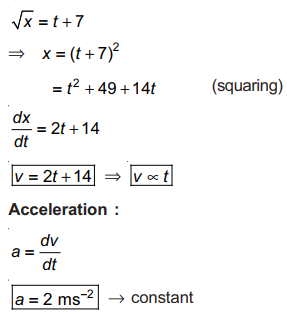 √x = t + 7
⇒ x = (t + 7)²
= t² + 49 + 14t (squaring)
dx/dt = 2t + 14
v = 2t + 14 ⇒ v ∝ t
Acceleration :
a = dv/dt
a = 2 ms⁻² → constant